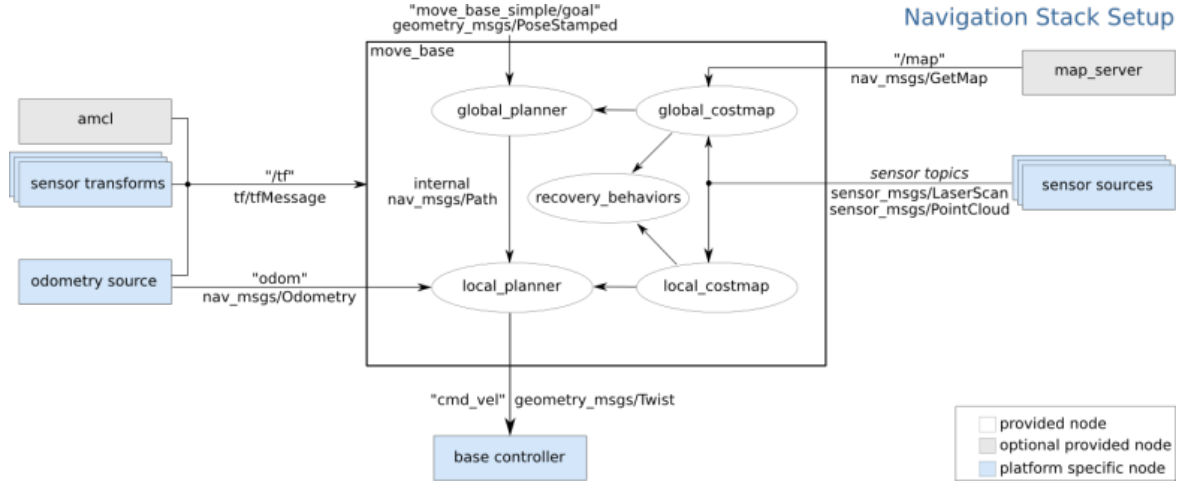 Navigation Stack Setup
"move_base_simple/goal"
geometry_msgs/PoseStamped
move_base
"/map"
nav_msgs/GetMap
map_server
global_planner
global_costmap
amcl
sensor transforms
"/tf"
tf/tfMessage
internal
nav_msgs/Path
recovery_behaviors
sensor topics
sensor_msgs/LaserScan
sensor_msgs/PointCloud
sensor sources
odometry source
"odom"
nav_msgs/Odometry
local_planner
local_costmap
"cmd_vel" geometry_msgs/Twist
base controller
provided node
optional provided node
platform specific node